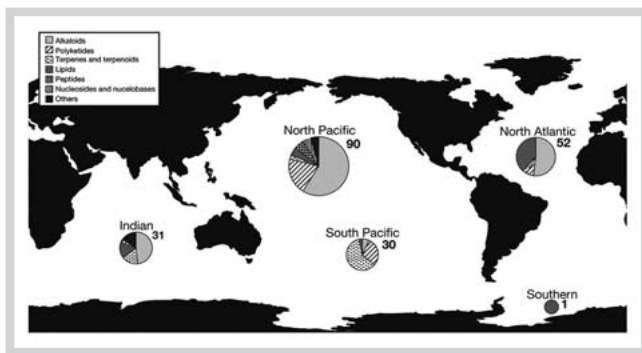 Alkaloids
Polyketides
Terpenes and terpenoids
Lipids
Peptides
Nucleosides and nucelobases
Others
North Pacific
90
North Atlantic
52
Indian
31
South Pacific
30
Southern
1